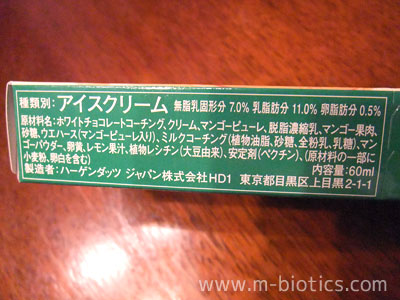 種類別：アイスクリーム 無脂乳固形分 7.0% 乳脂肪分 11.0% 卵脂肪分 0.5%
原材料名：ホワイトチョコレートコーチング、クリーム、マンゴーピューレ、脱脂濃縮乳、マンゴー果肉、
砂糖、ウエハース(マンゴーピューレ入り)、ミルクコーチング(植物油脂、砂糖、全粉乳、乳糖)、マン
ゴーパウダー、卵黄、レモン果汁、植物レシチン(大豆由来)、安定剤(ペクチン)、(原材料の一部に
小麦粉、卵白を含む) 内容量：60ml
製造者：ハーゲンダッツ ジャパン株式会社HD1 東京都目黒区上目黒2-1-1
www.m-biotics.com